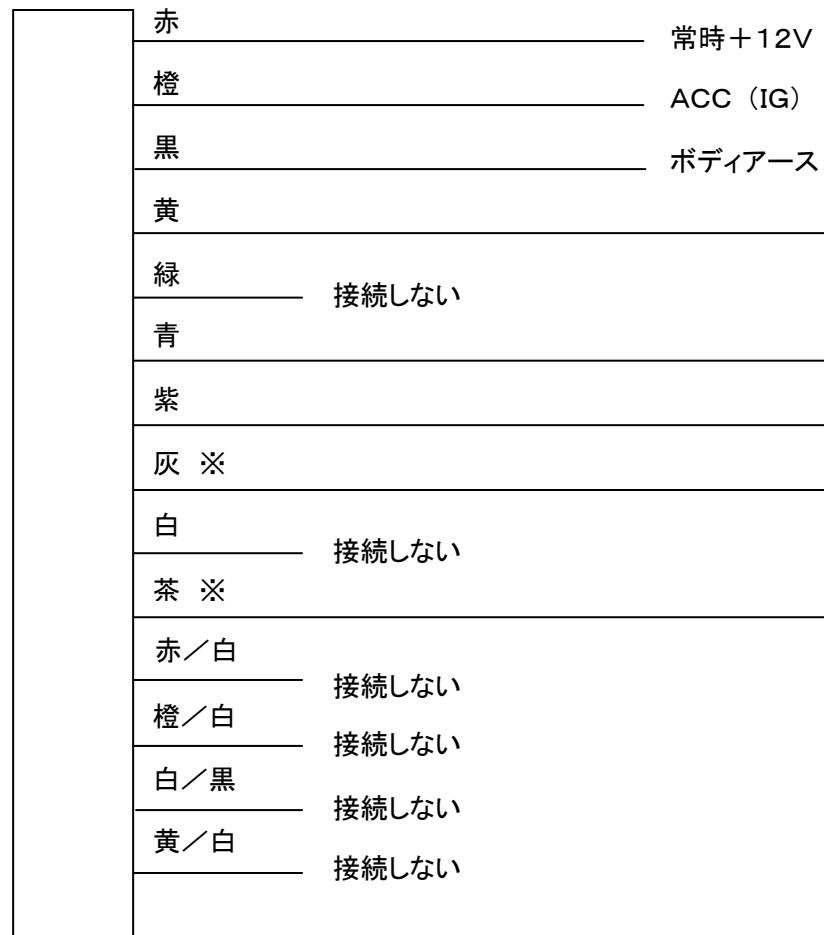 赤
常時＋12V
橙
ACC（IG）
黒
ボディアース
黄
緑
接続しない
青
紫
灰 ※
白
接続しない
茶 ※
赤／白
接続しない
橙／白
接続しない
白／黒
接続しない
黄／白
接続しない